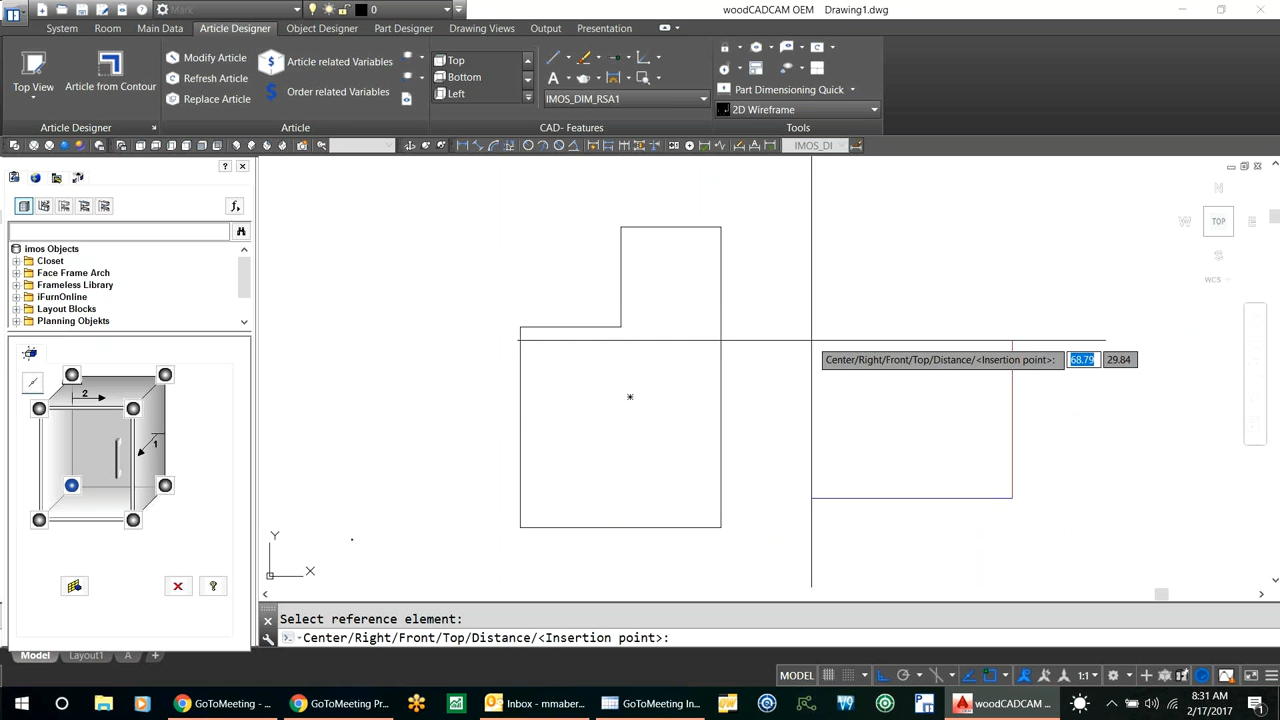 Mark
0
woodCADCAM OEM Drawing1.dwg
System Room Main Data Article Designer Object Designer Part Designer Drawing Views Output Presentation
Top View
Article from Contour
Modify Article
Refresh Article
Replace Article
Article related Variables
Order related Variables
Top
Bottom
Left
IMOS_DIM_RSA1
Part Dimensioning Quick
2D Wireframe
Article Designer Article CAD- Features Tools
IMOS_DI
imos Objects
Closet
Face Frame Arch
Frameless Library
iFurnOnline
Layout Blocks
Planning Objekts
2
1
N
W TOP E
S
WCS
Center/Right/Front/Top/Distance/<Insertion point>: 68.79 29.84
Y
X
Select reference element:
Center/Right/Front/Top/Distance/<Insertion point>:
Model Layout1 A +
MODEL 1:1
GoToMeeting - ... GoToMeeting Pr... Inbox - mmaber... GoToMeeting In... woodCADCAM ... 8:31 AM
2/17/2017